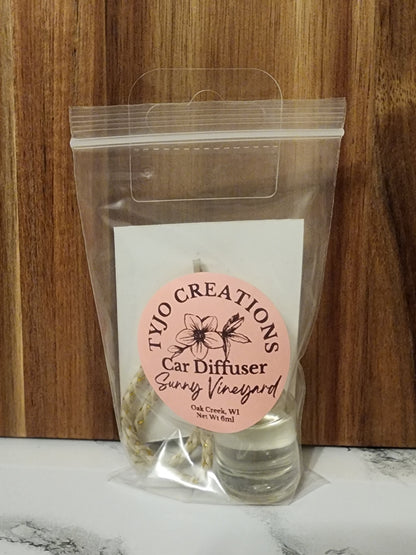 TYJO CREATIONS
Car Diffuser
Sunny Vineyard
Oak Creek, WI
Net Wt 6ml